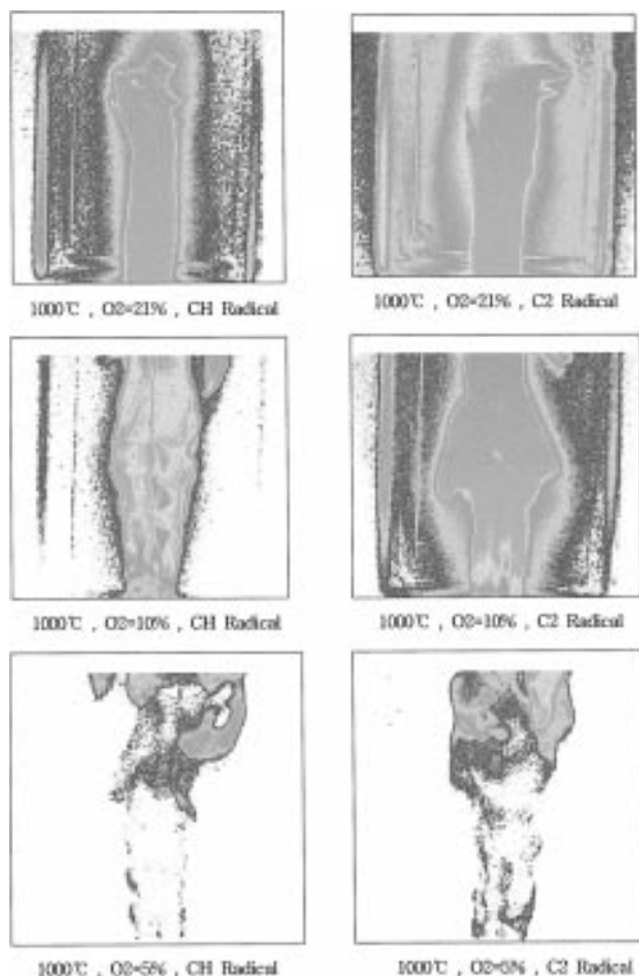 1000℃ , O2=21% , CH Radical
1000℃ , O2=21% , C2 Radical
1000℃ , O2=10% , CH Radical
1000℃ , O2=10% , C2 Radical
1000℃ , O2=5% , CH Radical
1000℃ , O2=5% , C2 Radical